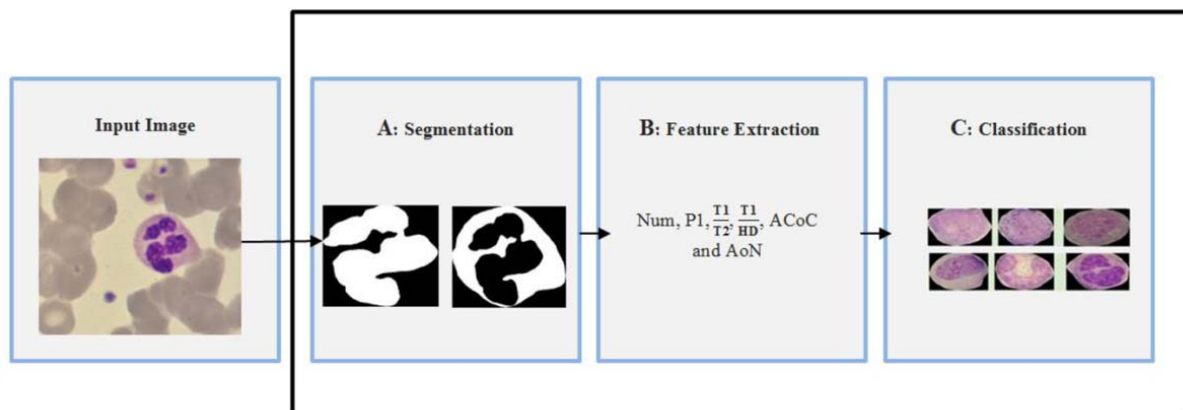 Input Image
A: Segmentation
B: Feature Extraction
Num, P1, T1/T2, T1/HD, ACoC
and AoN
C: Classification